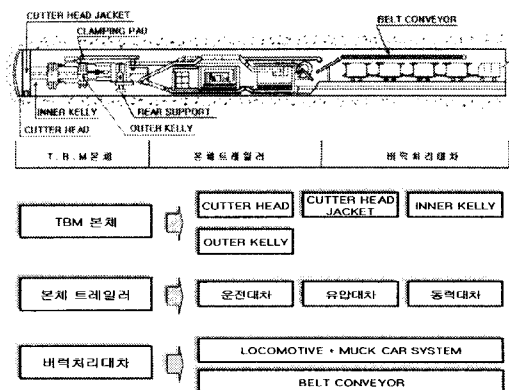 CUTTER HEAD JACKET
CLAMPING PAD
BELT CONVEYOR
INNER KELLY
REAR SUPPORT
CUTTER HEAD
OUTER KELLY
T.B.M본체
본체트레일러
버럭처리대차
TBM 본체
CUTTER HEAD
CUTTER HEAD
JACKET
INNER KELLY
OUTER KELLY
본체 트레일러
운전대차
유압대차
동력대차
버럭처리대차
LOCOMOTIVE + MUCK CAR SYSTEM
BELT CONVEYOR